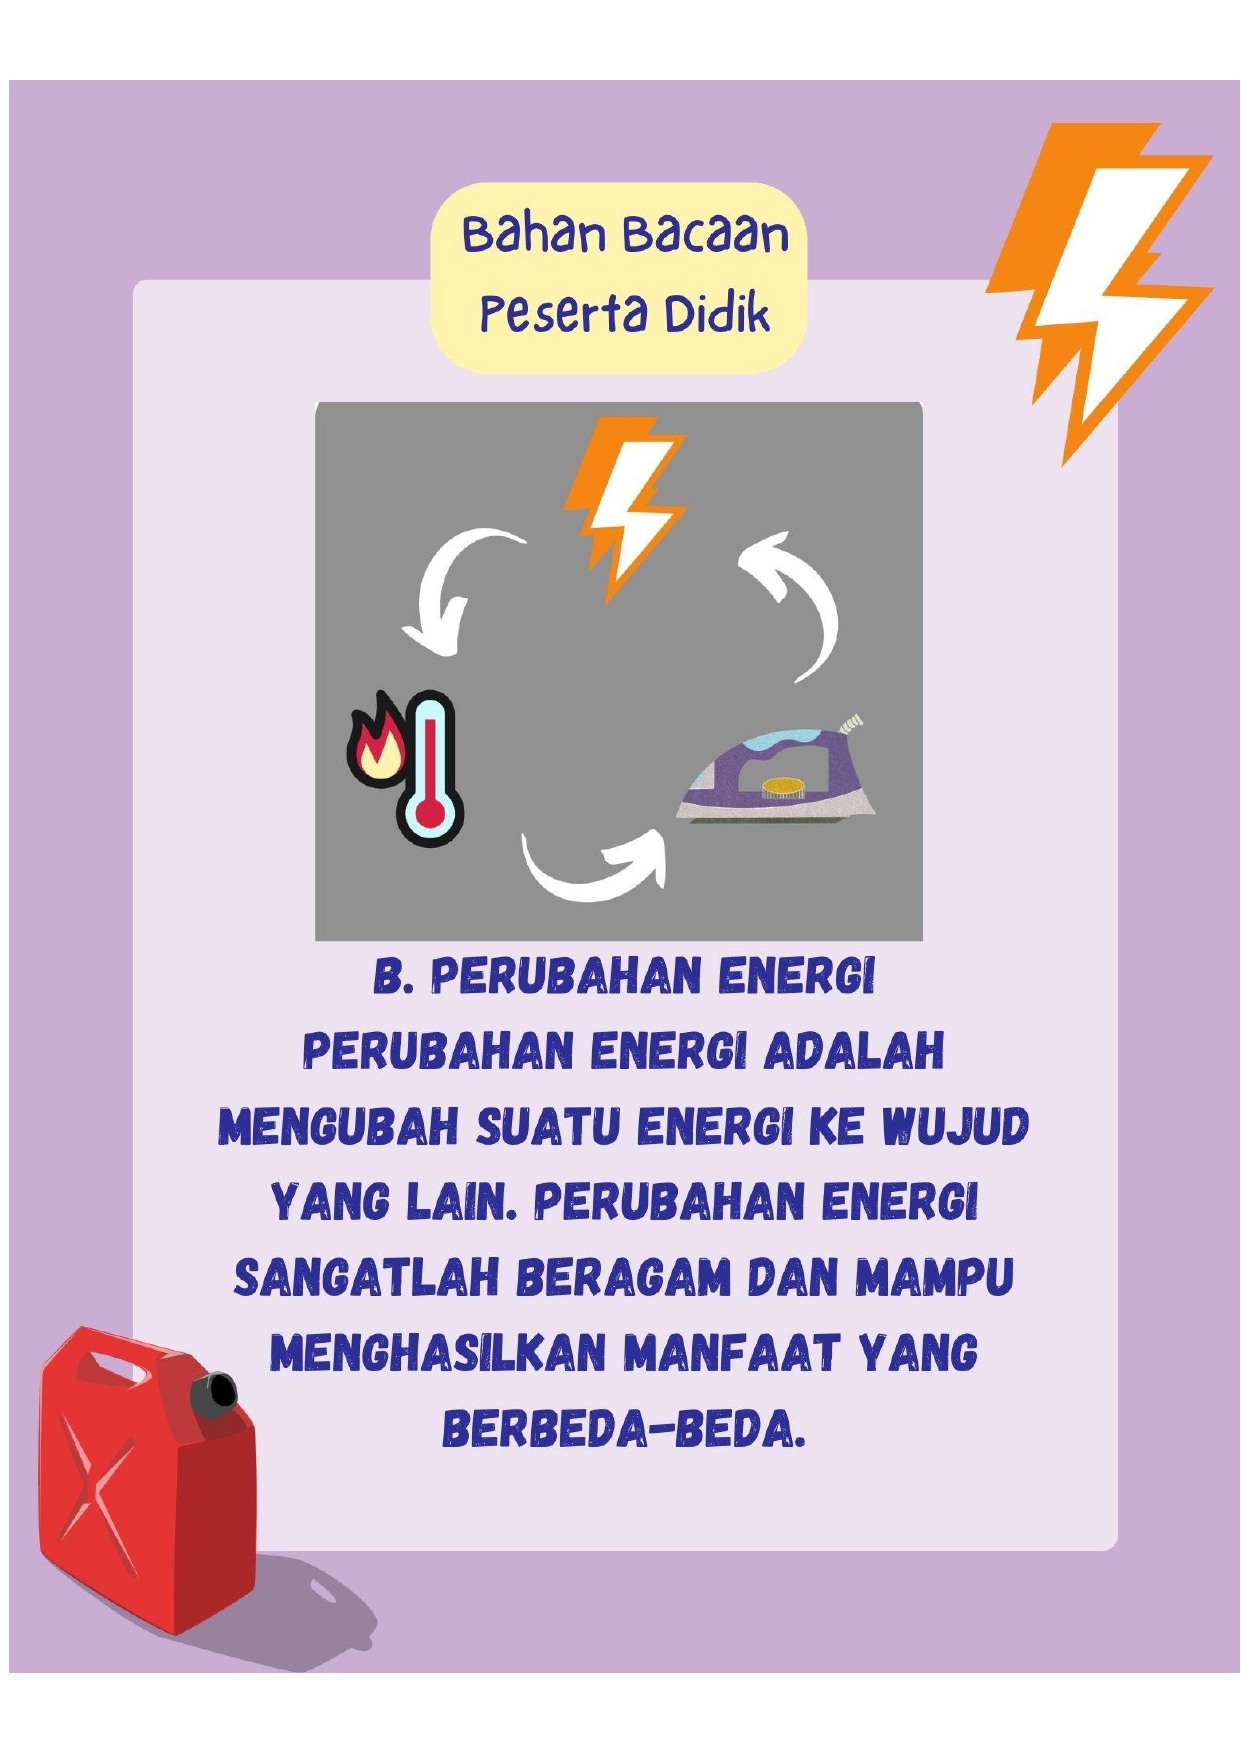 Bahan Bacaan
Peserta Didik
B. PERUBAHAN ENERGI
PERUBAHAN ENERGI ADALAH
MENGUBAH SUATU ENERGI KE WUJUD
YANG LAIN. PERUBAHAN ENERGI
SANGATLAH BERAGAM DAN MAMPU
MENGHASILKAN MANFAAT YANG
BERBEDA-BEDA.